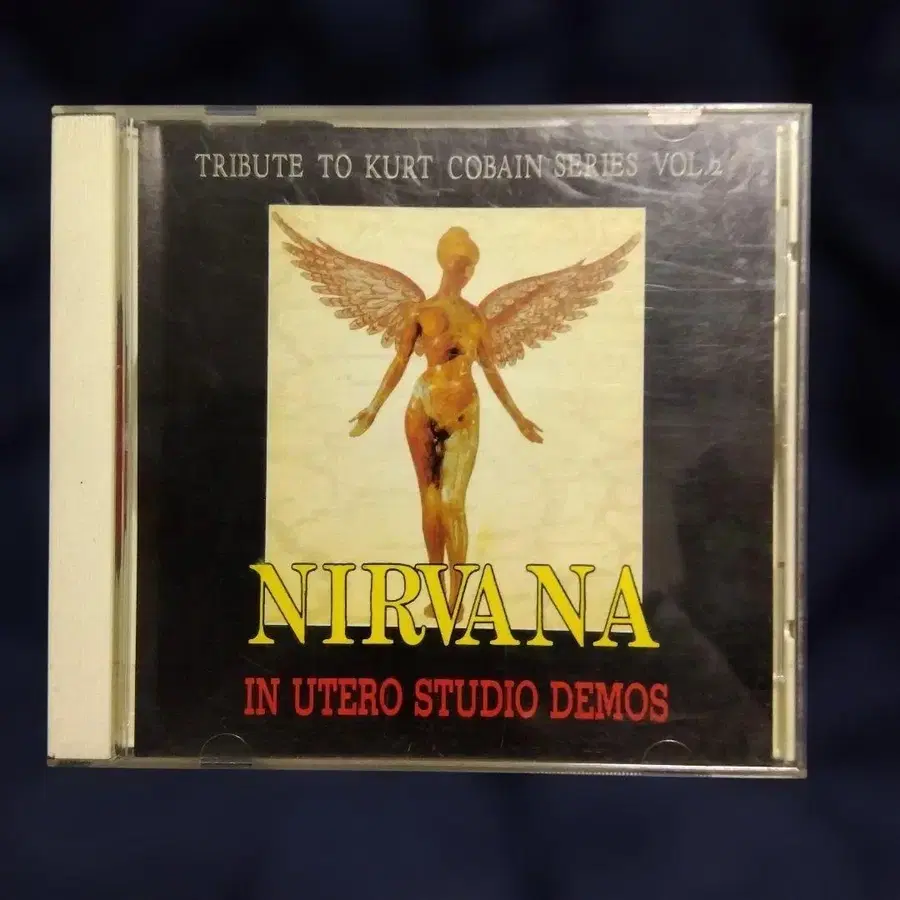 TRIBUTE TO KURT COBAIN SERIES VOL.2
NIRVANA
IN UTERO STUDIO DEMOS